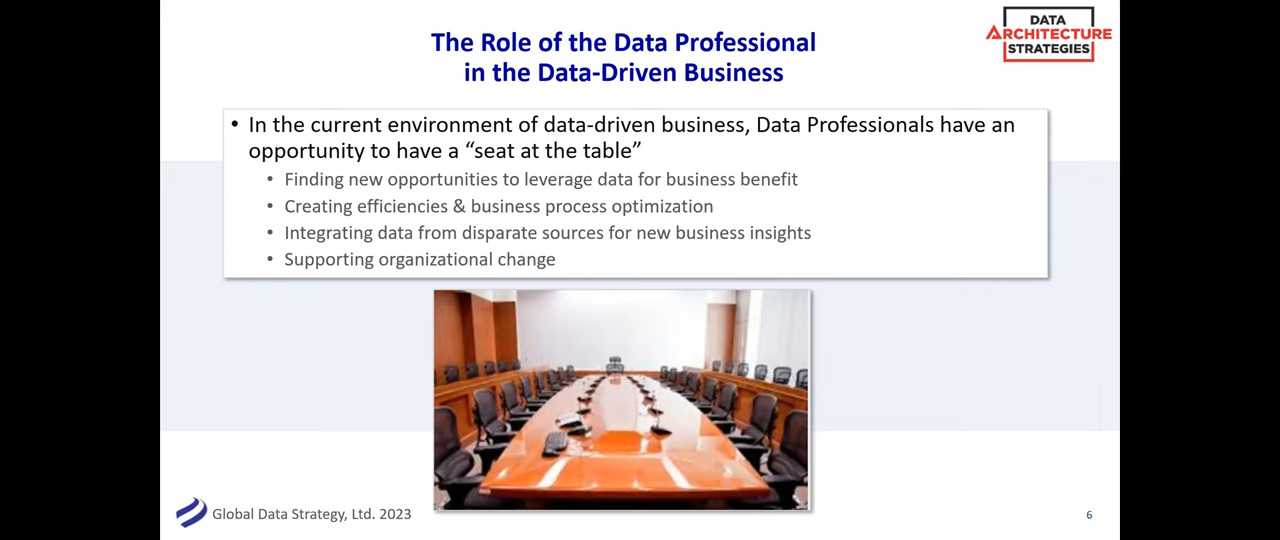 The Role of the Data Professional
in the Data-Driven Business
DATA
ARCHITECTURE
STRATEGIES
• In the current environment of data-driven business, Data Professionals have an
opportunity to have a “seat at the table”
• Finding new opportunities to leverage data for business benefit
• Creating efficiencies & business process optimization
• Integrating data from disparate sources for new business insights
• Supporting organizational change
Global Data Strategy, Ltd. 2023
6